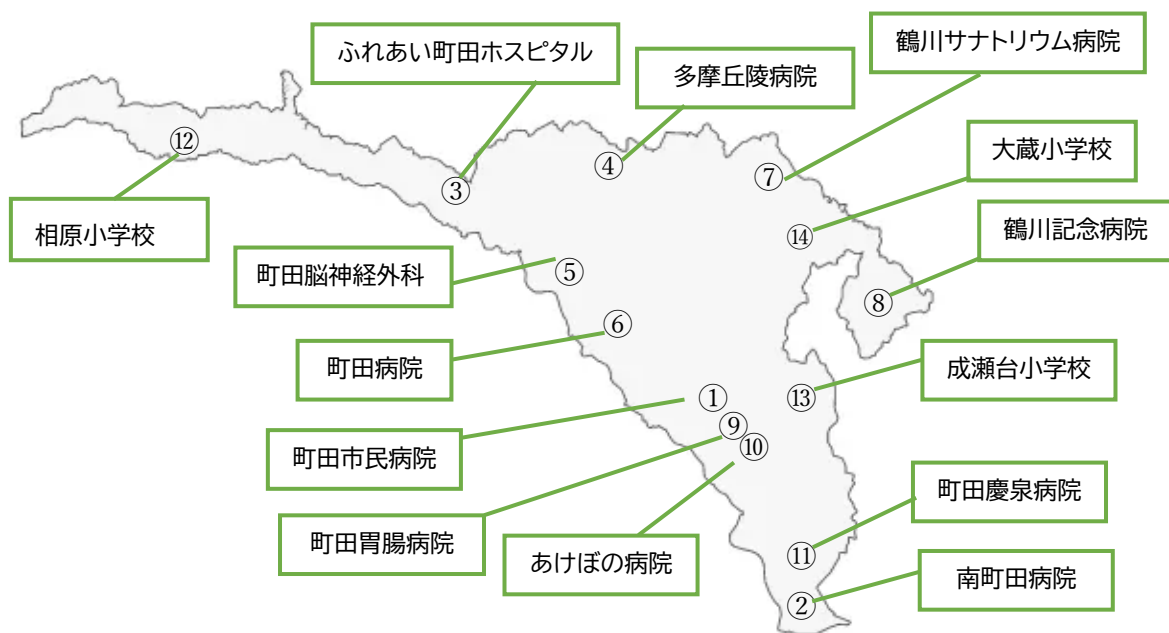 鶴川サナトリウム病院
ふれあい町田ホスピタル
多摩丘陵病院
⑫
④
大蔵小学校
⑦
③
相原小学校
⑭
鶴川記念病院
町田脳神経外科
⑤
⑧
⑥
町田病院
成瀬台小学校
①
⑬
⑨
町田市民病院
⑩
町田慶泉病院
町田胃腸病院
あけぼの病院
⑪
南町田病院
②